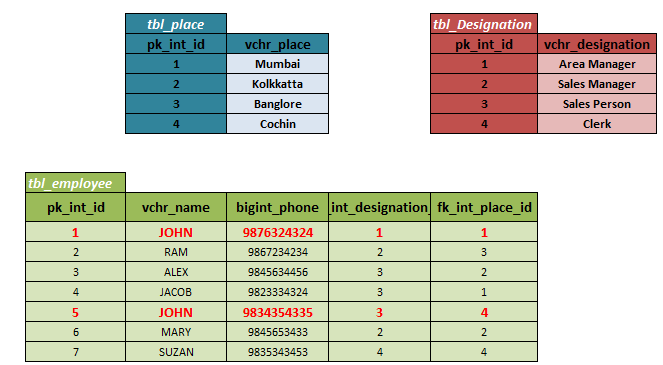 tbl_place tbl_Designation
pk_int_id vchr_place pk_int_id vchr_designation
1 Mumbai 1 Area Manager
2 Kolkkatta 2 Sales Manager
3 Banglore 3 Sales Person
4 Cochin 4 Clerk
tbl_employee
pk_int_id vchr_name bigint_phone _int_designation_ fk_int_place_id
1 JOHN 9876324324 1 1
2 RAM 9867234234 2 3
3 ALEX 9845634456 3 2
4 JACOB 9823334324 3 1
5 JOHN 9834354335 3 4
6 MARY 9845653433 2 2
7 SUZAN 9835343453 4 4